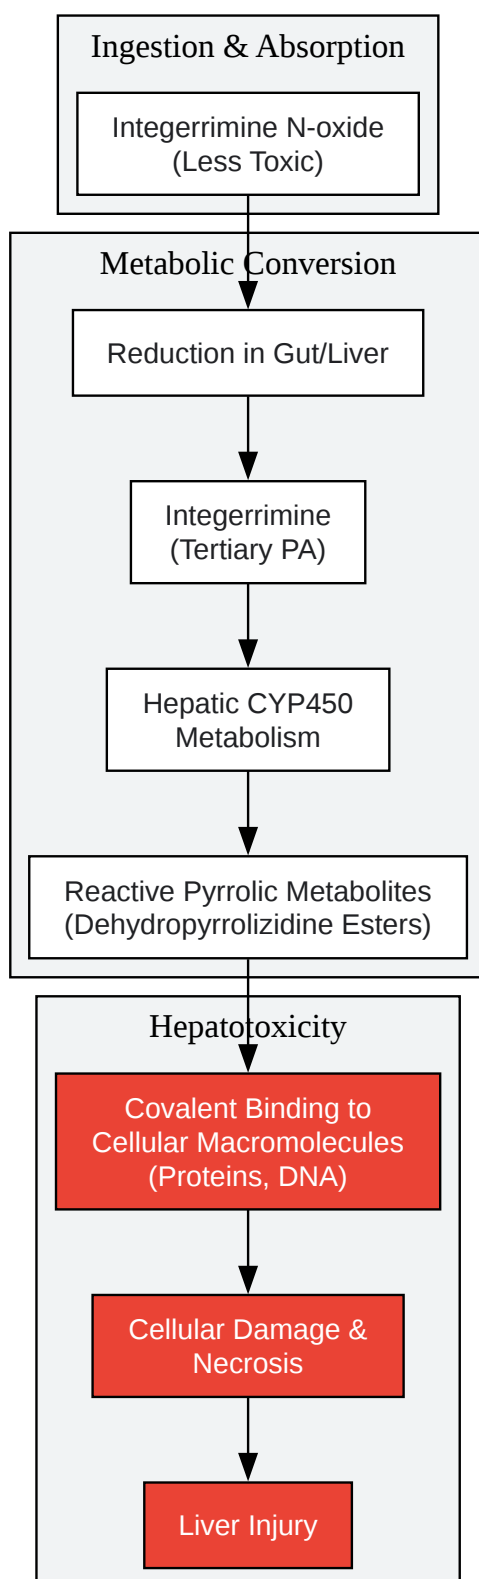 Ingestion & Absorption
Integerrimine N-oxide
(Less Toxic)
Metabolic Conversion
Reduction in Gut/Liver
Integerrimine
(Tertiary PA)
Hepatic CYP450
Metabolism
Reactive Pyrrolic Metabolites
(Dehydropyrrolizidine Esters)
Hepatotoxicity
Covalent Binding to
Cellular Macromolecules
(Proteins, DNA)
Cellular Damage &
Necrosis
Liver Injury